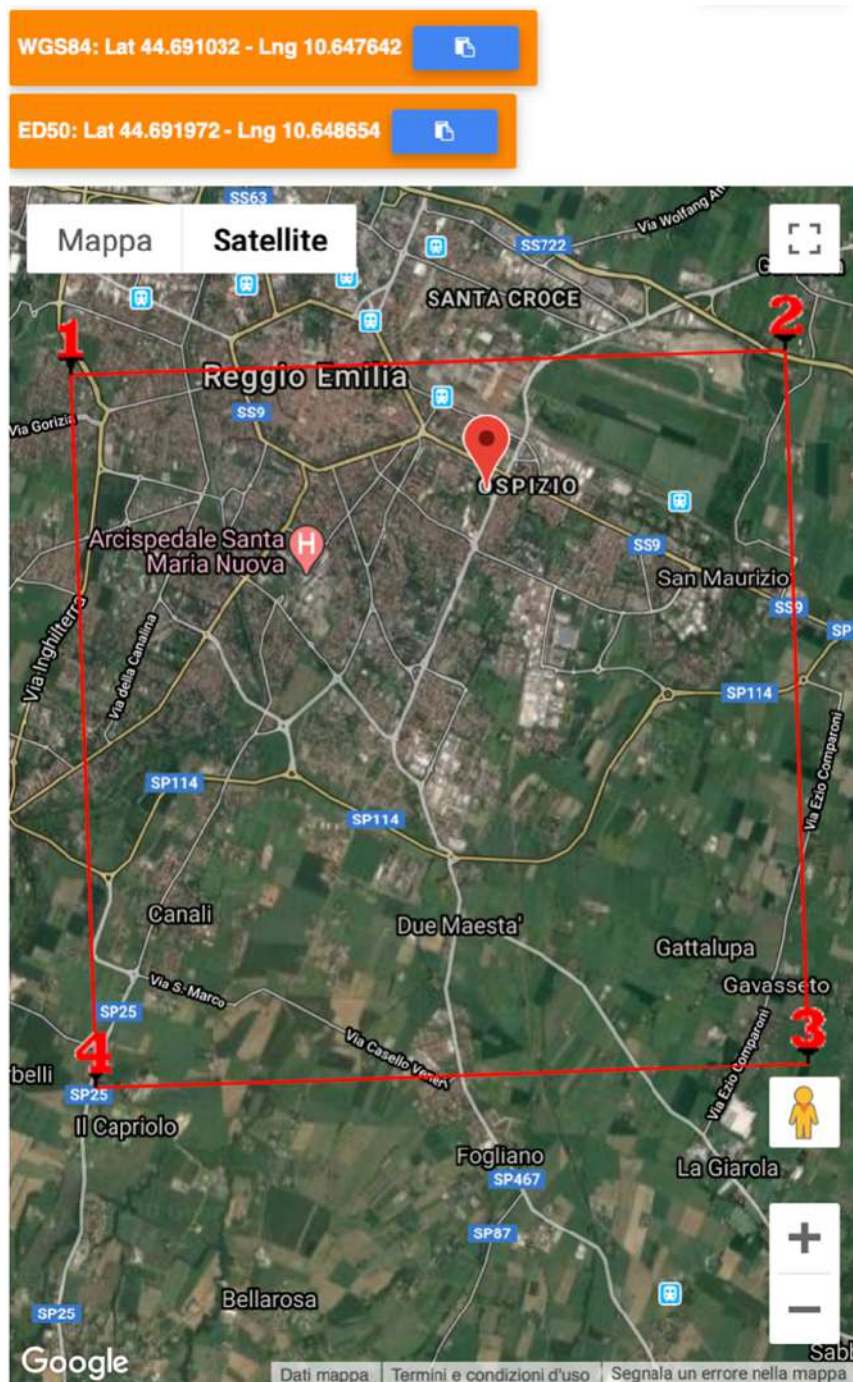 WGS84: Lat 44.691032 - Lng 10.647642
ED50: Lat 44.691972 - Lng 10.648654
SS63
Via Wolfang
Mappa
Satellite
SS722
SANTA CROCE
1
2
Reggio Emilia
SS9
Via Gorizia
OSPIZIO
Arcispedale Santa
Maria Nuova
H
SS9
San Maurizio
SS9
SP
Via Inghilterra
Via della Canalina
SP114
SP114
SP114
Via Ezio Comparoni
Canali
Due Maesta'
Gattalupa
Gavasseto
Via S. Marco
SP25
4
3
Via Casello
Via Ezio Comparoni
SP25
Il Capriolo
Fogliano
La Giarola
SP467
SP87
Bellarosa
SP25
+
−
Google
Dati mappa
Termini e condizioni d'uso
Segnala un errore nella mappa